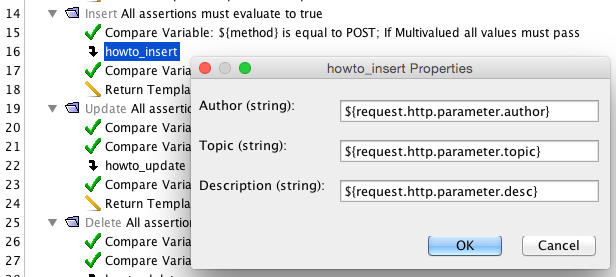 14 Insert All assertions must evaluate to true
15 Compare Variable: ${method} is equal to POST; If Multivalued all values must pass
16 howto_insert
17 Compare Varia
18 Return Templa
19 Update All assertio
20 Compare Varia
21 Compare Varia
22 howto_update
23 Compare Varia
24 Return Templa
25 Delete All assertion
26 Compare Varia
27 Compare Varia
howto_insert Properties
Author (string): ${request.http.parameter.author}
Topic (string): ${request.http.parameter.topic}
Description (string): ${request.http.parameter.desc}
OK Cancel